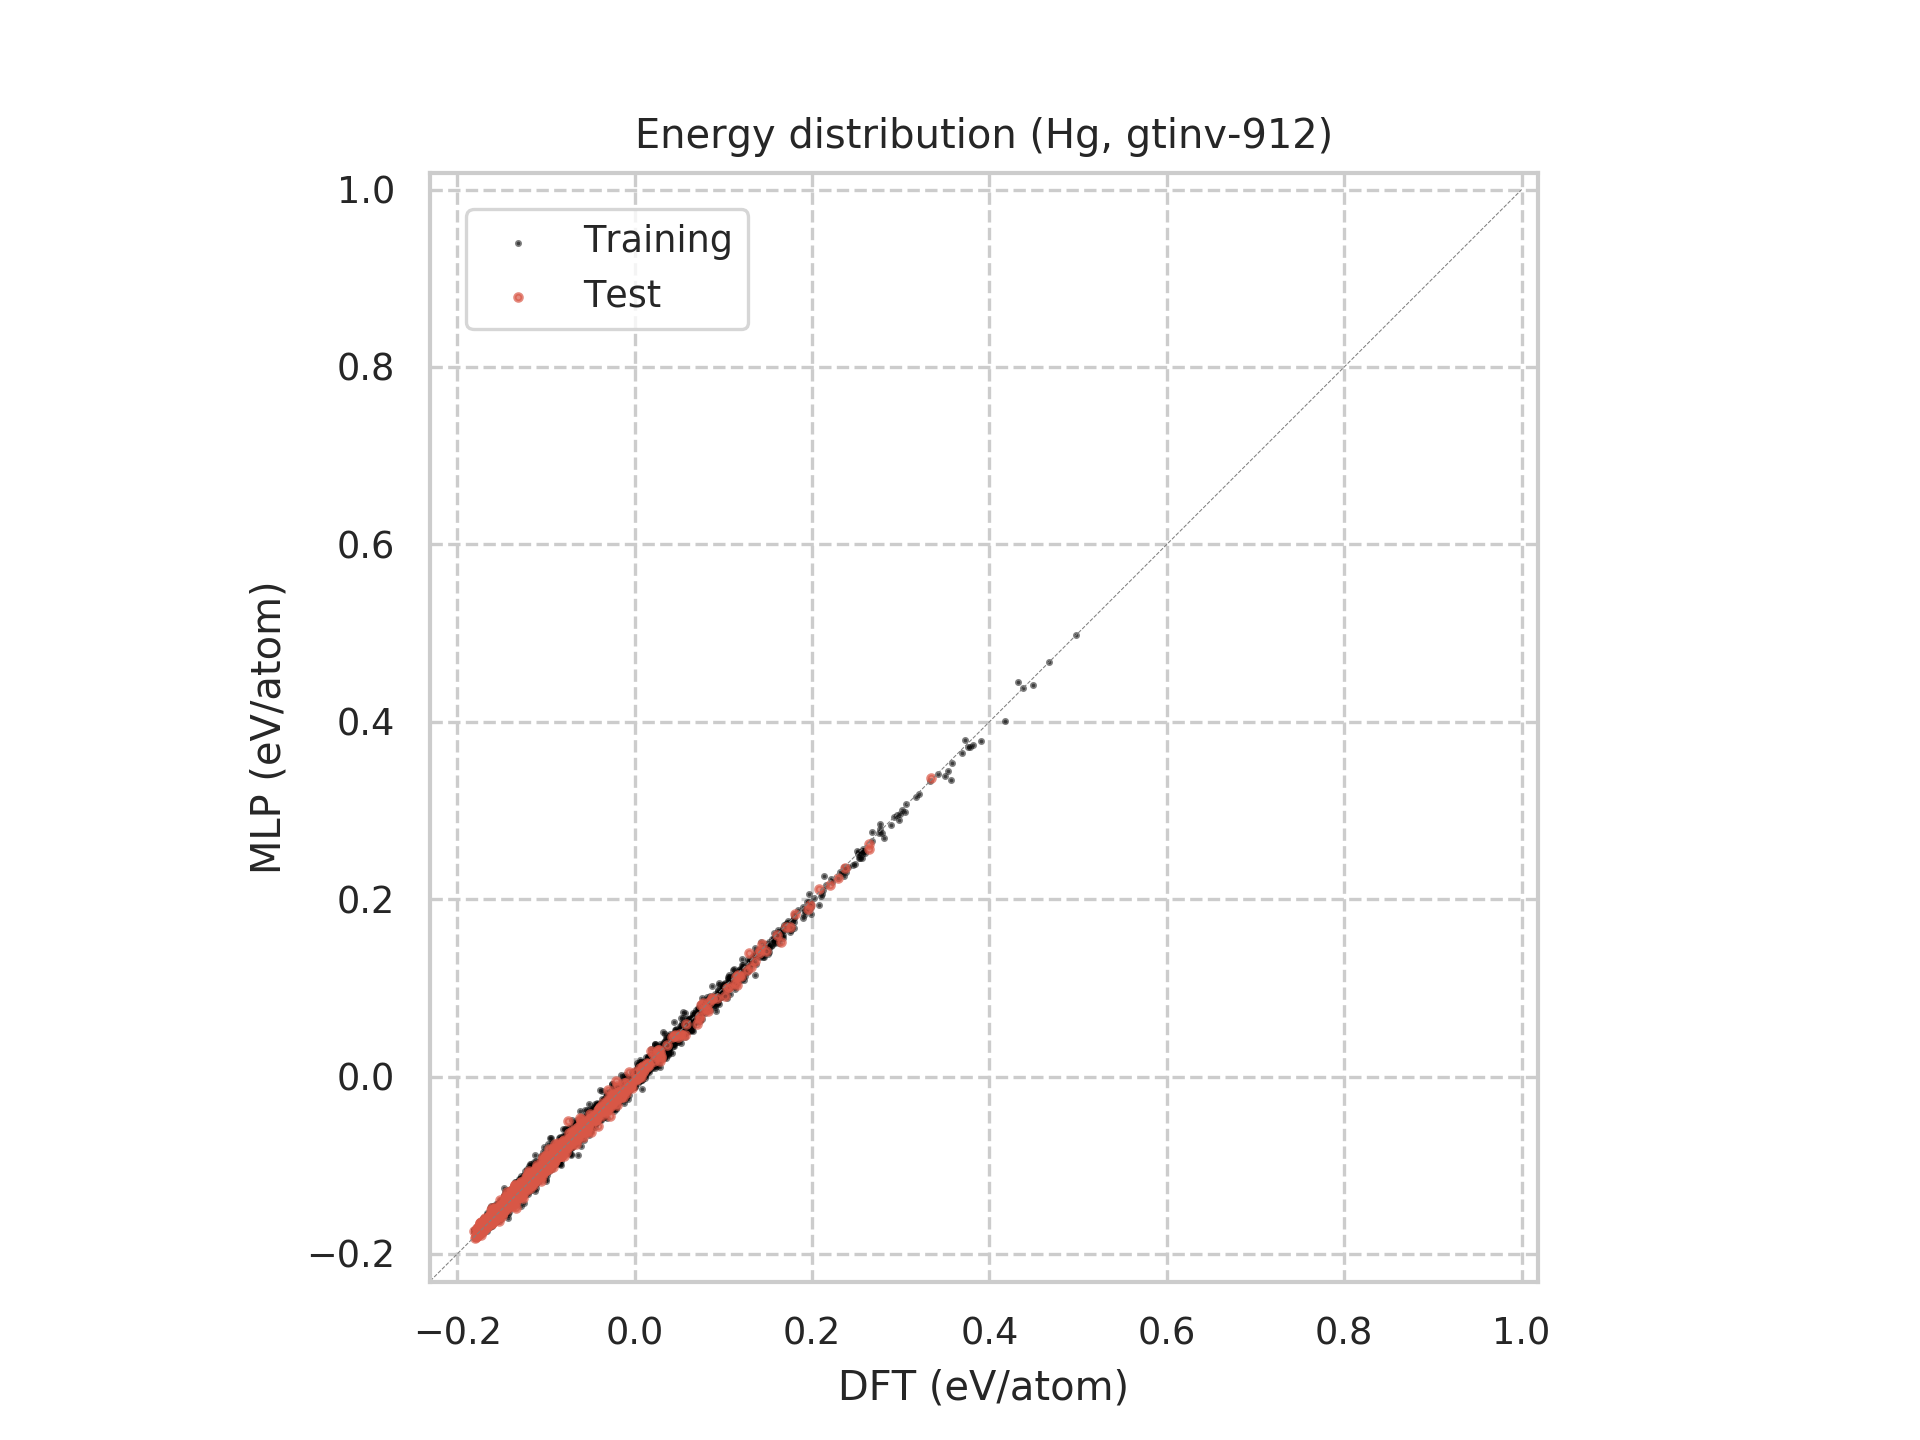 Energy distribution (Hg, gtinv-912)
1.0
0.8
0.6
0.4
0.2
0.0
−0.2
MLP (eV/atom)
Training
Test
−0.2 0.0 0.2 0.4 0.6 0.8 1.0
DFT (eV/atom)